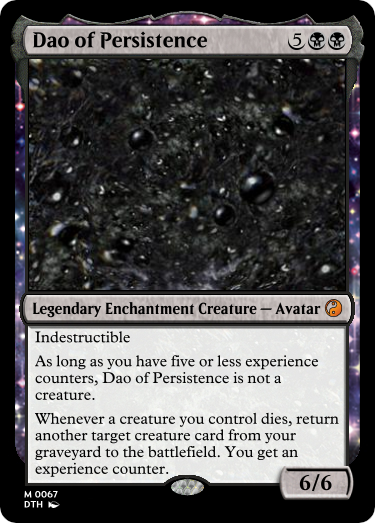 Dao of Persistence 5
Legendary Enchantment Creature — Avatar
Indestructible
As long as you have five or less experience
counters, Dao of Persistence is not a
creature.
Whenever a creature you control dies, return
another target creature card from your
graveyard to the battlefield. You get an
experience counter.
6/6
M 0067
DTH